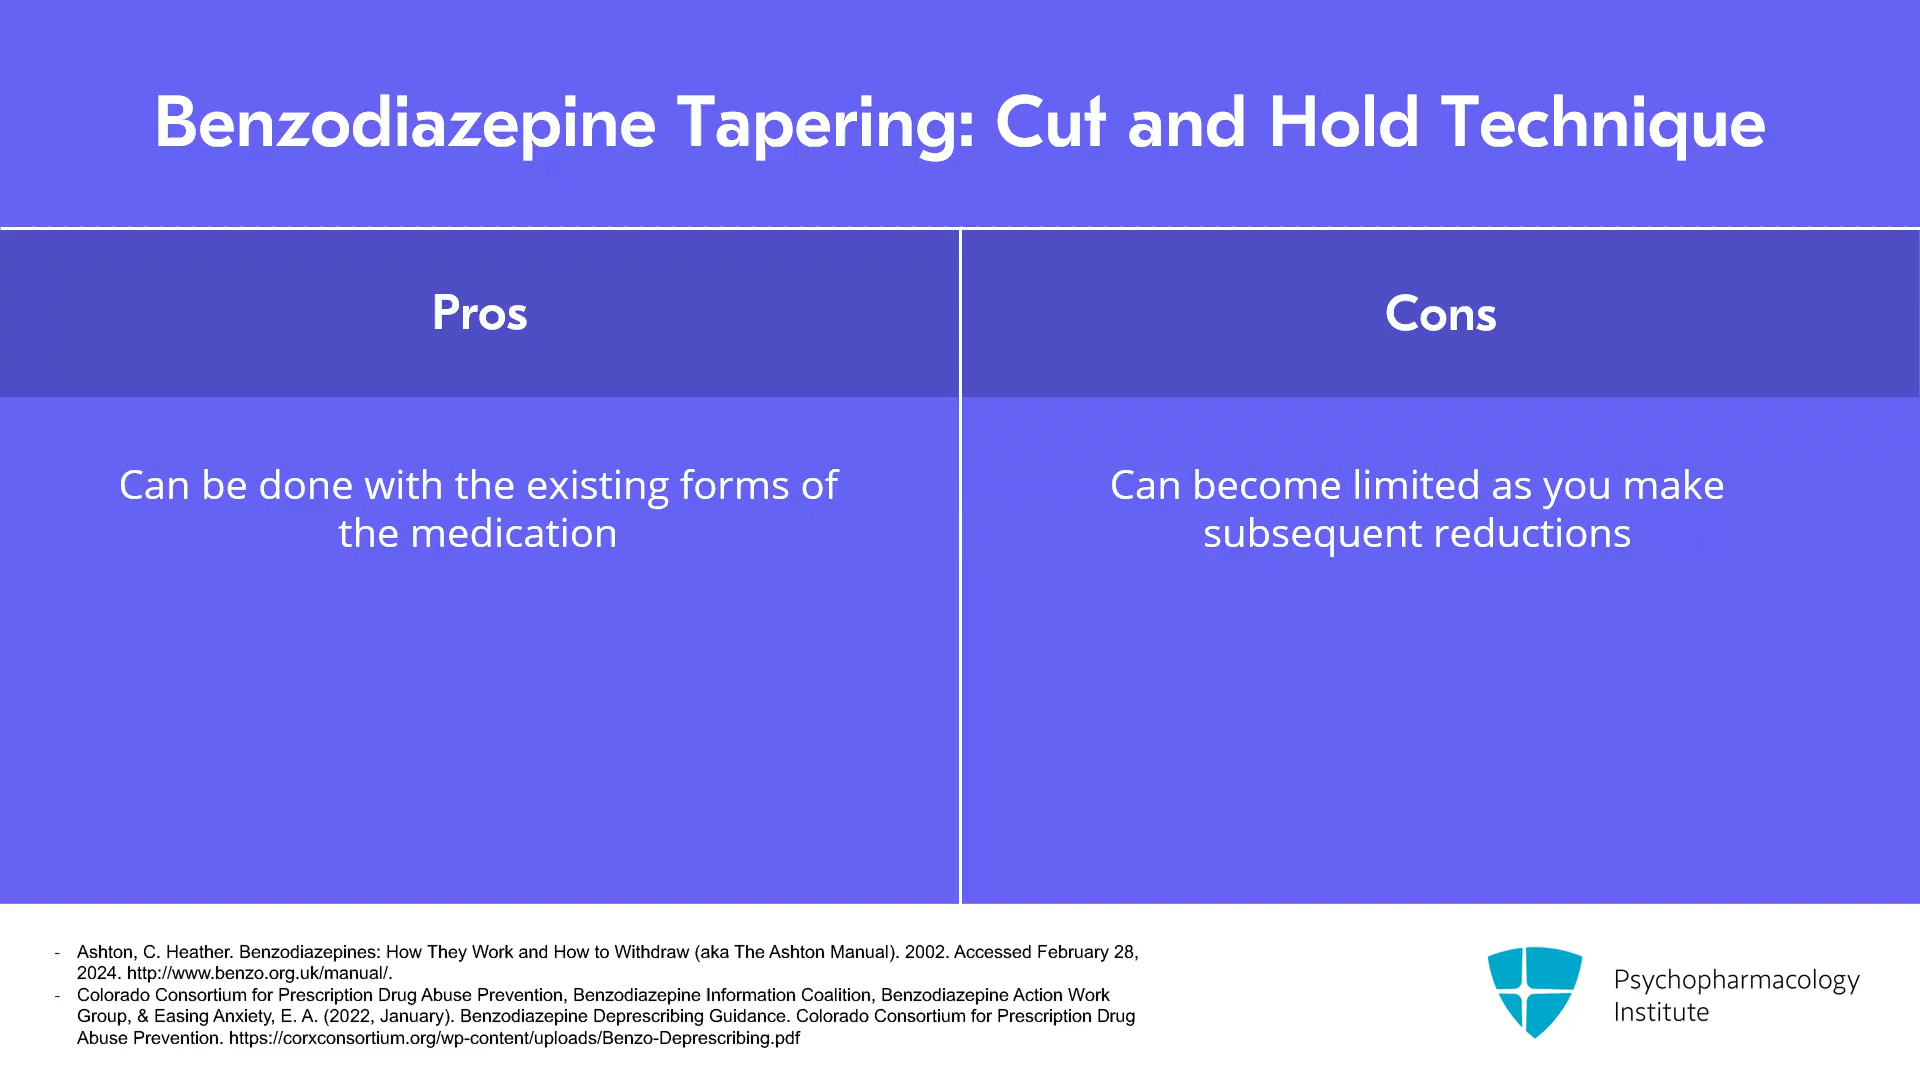 Benzodiazepine Tapering: Cut and Hold Technique
Pros
Cons
Can be done with the existing forms of
the medication
Can become limited as you make
subsequent reductions
- Ashton, C. Heather. Benzodiazepines: How They Work and How to Withdraw (aka The Ashton Manual). 2002. Accessed February 28,
2024. http://www.benzo.org.uk/manual/.
- Colorado Consortium for Prescription Drug Abuse Prevention, Benzodiazepine Information Coalition, Benzodiazepine Action Work
Group, & Easing Anxiety, E. A. (2022, January). Benzodiazepine Deprescribing Guidance. Colorado Consortium for Prescription Drug
Abuse Prevention. https://corxconsortium.org/wp-content/uploads/Benzo-Deprescribing.pdf
Psychopharmacology
Institute